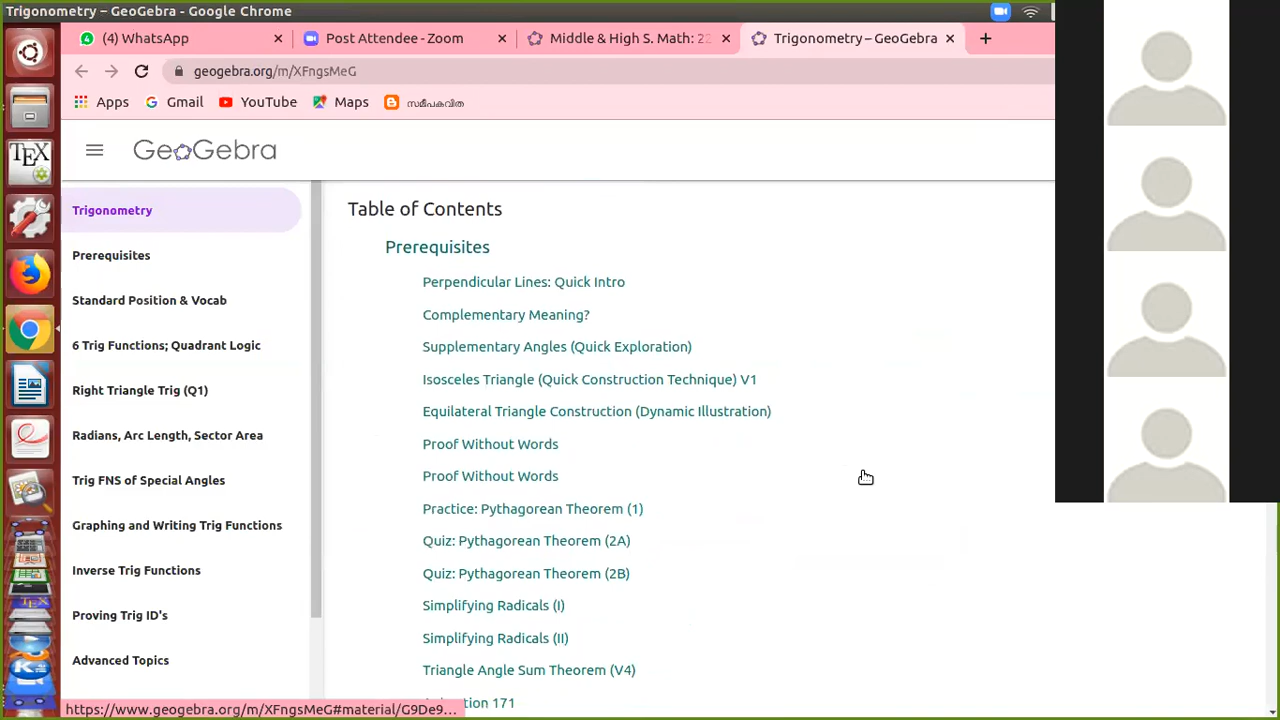 Trigonometry – GeoGebra - Google Chrome
(4) WhatsApp
Post Attendee - Zoom
Middle & High S. Math: 22
Trigonometry – GeoGebra
geogebra.org/m/XFngsMeG
Apps
Gmail
YouTube
Maps
സമീപകവിത
GeoGebra
Trigonometry
Prerequisites
Standard Position & Vocab
6 Trig Functions; Quadrant Logic
Right Triangle Trig (Q1)
Radians, Arc Length, Sector Area
Trig FNS of Special Angles
Graphing and Writing Trig Functions
Inverse Trig Functions
Proving Trig ID's
Advanced Topics
Table of Contents
Prerequisites
Perpendicular Lines: Quick Intro
Complementary Meaning?
Supplementary Angles (Quick Exploration)
Isosceles Triangle (Quick Construction Technique) V1
Equilateral Triangle Construction (Dynamic Illustration)
Proof Without Words
Proof Without Words
Practice: Pythagorean Theorem (1)
Quiz: Pythagorean Theorem (2A)
Quiz: Pythagorean Theorem (2B)
Simplifying Radicals (I)
Simplifying Radicals (II)
Triangle Angle Sum Theorem (V4)
171
https://www.geogebra.org/m/XFngsMeG#material/G9De9...
TEX